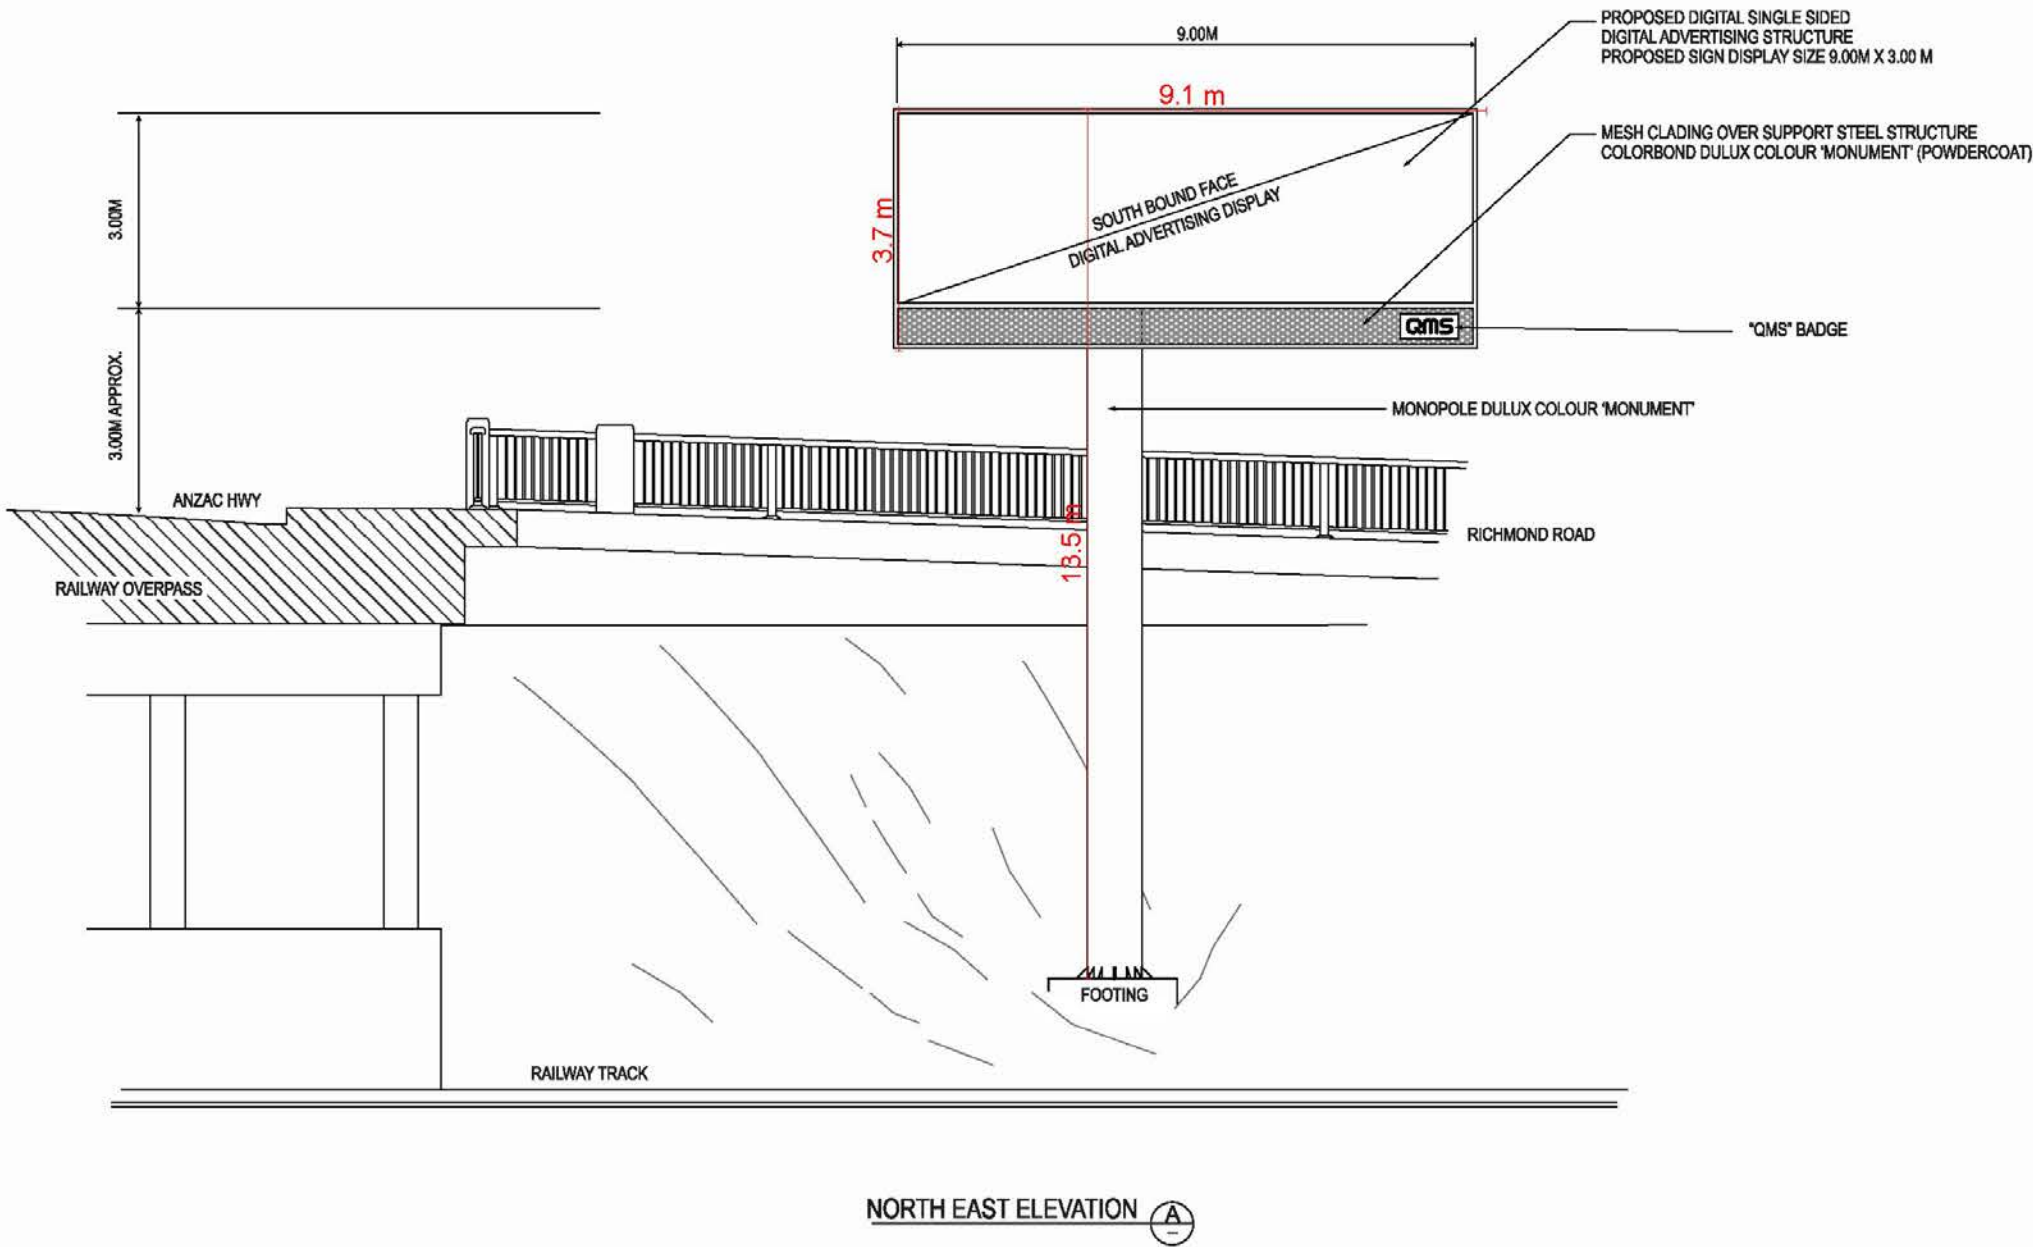 PROPOSED DIGITAL SINGLE SIDED
DIGITAL ADVERTISING STRUCTURE
PROPOSED SIGN DISPLAY SIZE 9.00M X 3.00 M
9.00M
9.1 m
MESH CLADING OVER SUPPORT STEEL STRUCTURE
COLORBOND DULUX COLOUR 'MONUMENT' (POWDERCOAT)
3.00M
3.7 m
SOUTH BOUND FACE
DIGITAL ADVERTISING DISPLAY
QMS
"QMS" BADGE
3.00M APPROX.
MONOPOLE DULUX COLOUR 'MONUMENT'
ANZAC HWY
13.5 m
RICHMOND ROAD
RAILWAY OVERPASS
FOOTING
RAILWAY TRACK
NORTH EAST ELEVATION
A